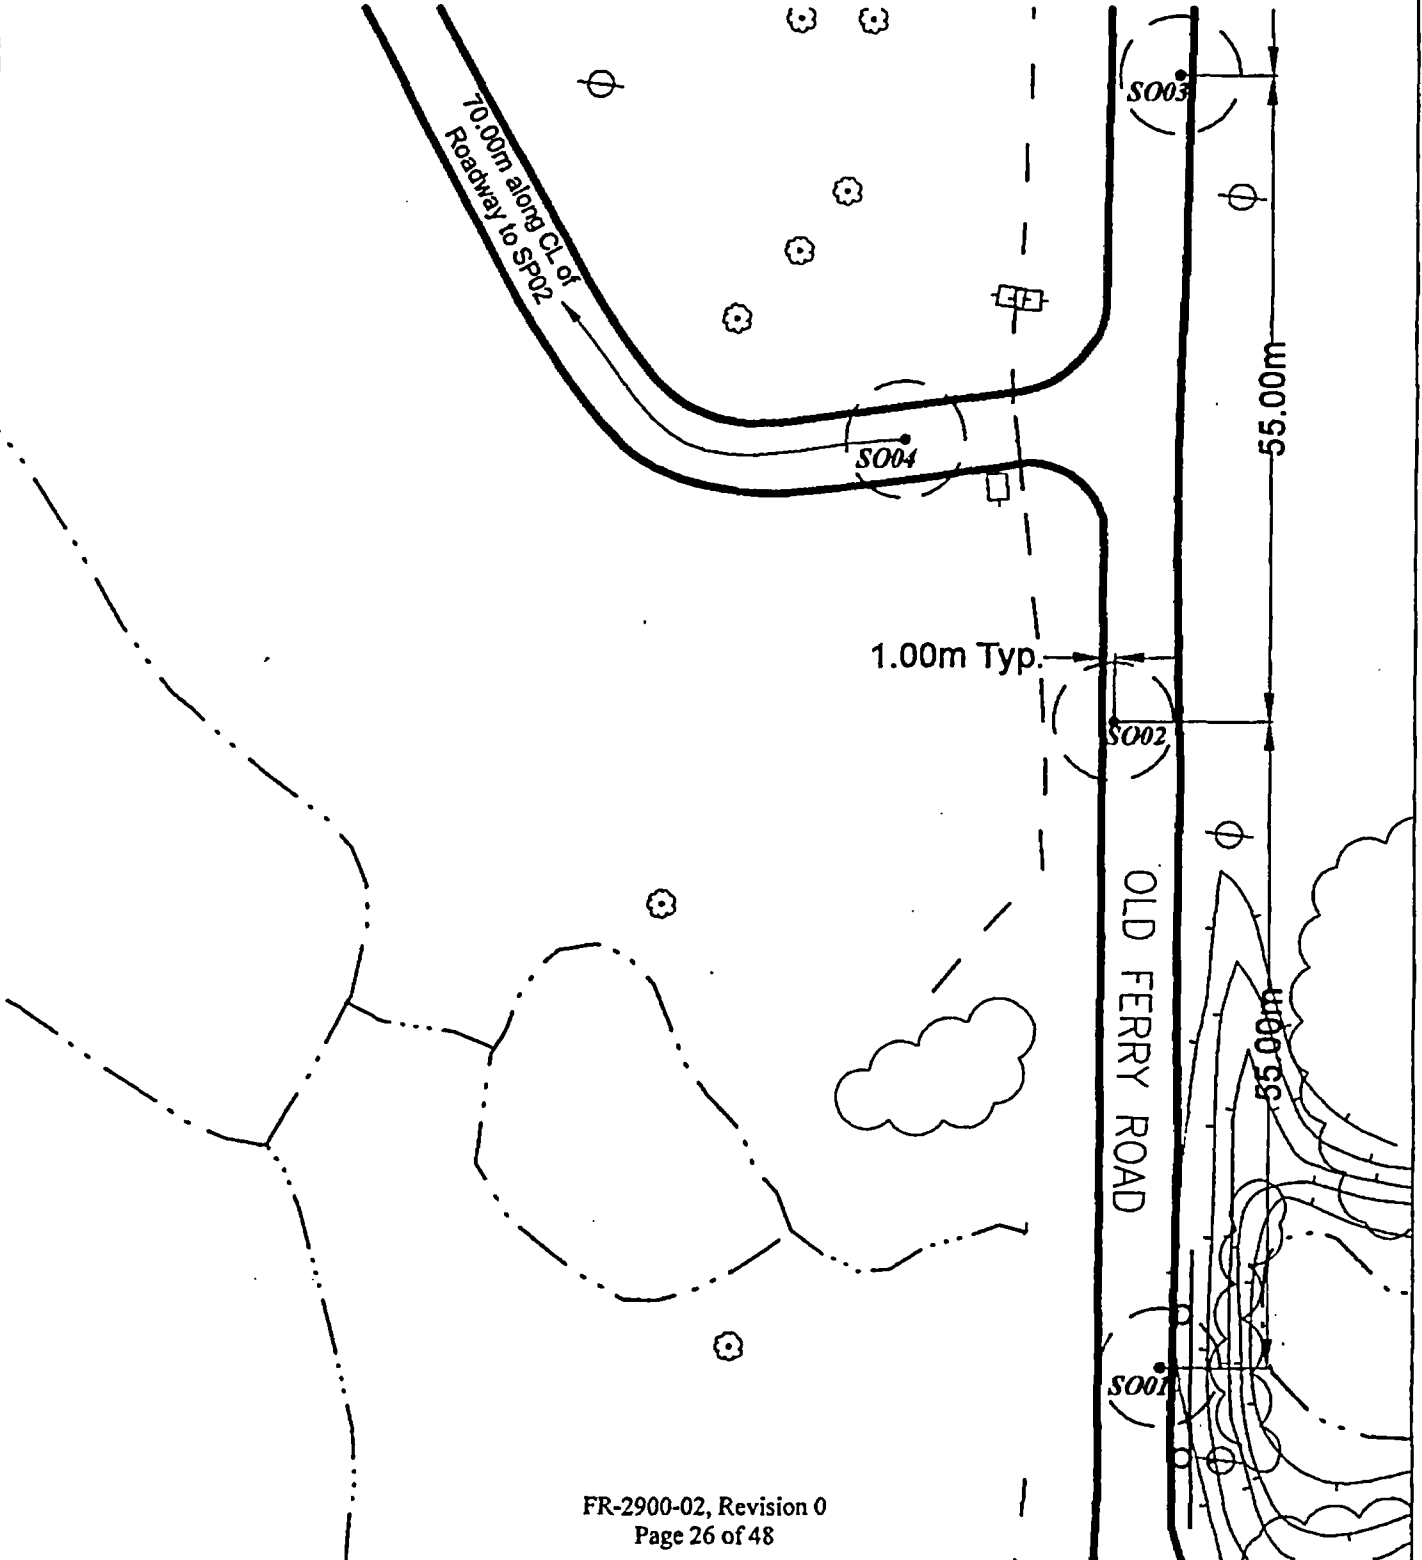 SO03
70.00m along CL of
Roadway to SP02
55.00m
SO04
1.00m Typ.
SO02
OLD FERRY ROAD
55.00m
SO01
FR-2900-02, Revision 0
Page 26 of 48